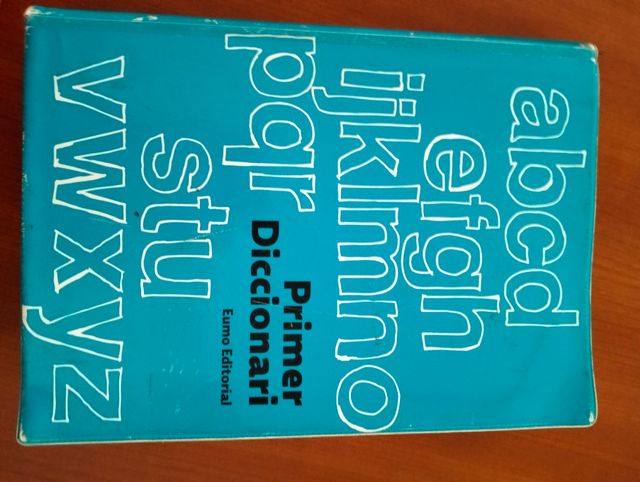 abcd
efgh
ijklmno
pqr
Primer
Diccionari
Eumo Editorial
stu
vwxyz